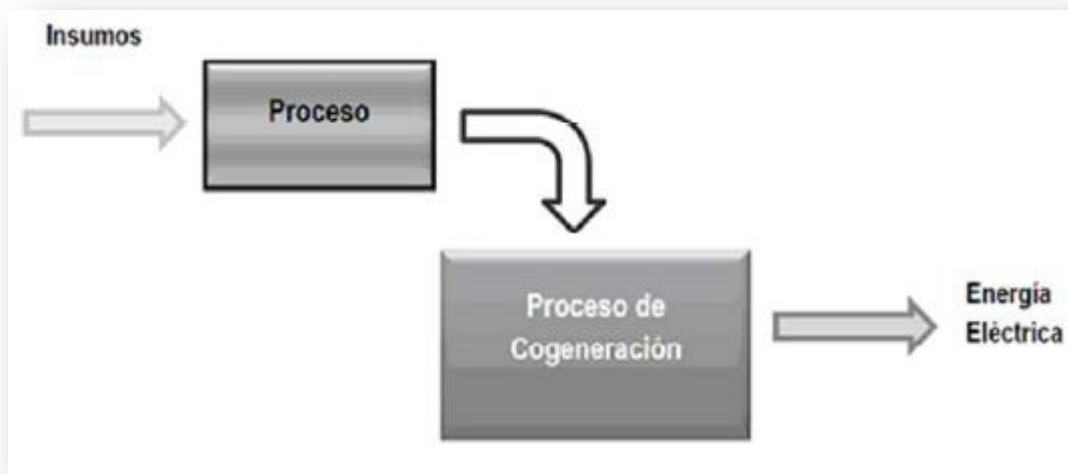 Insumos
Proceso
Proceso de
Cogeneración
Energía
Eléctrica